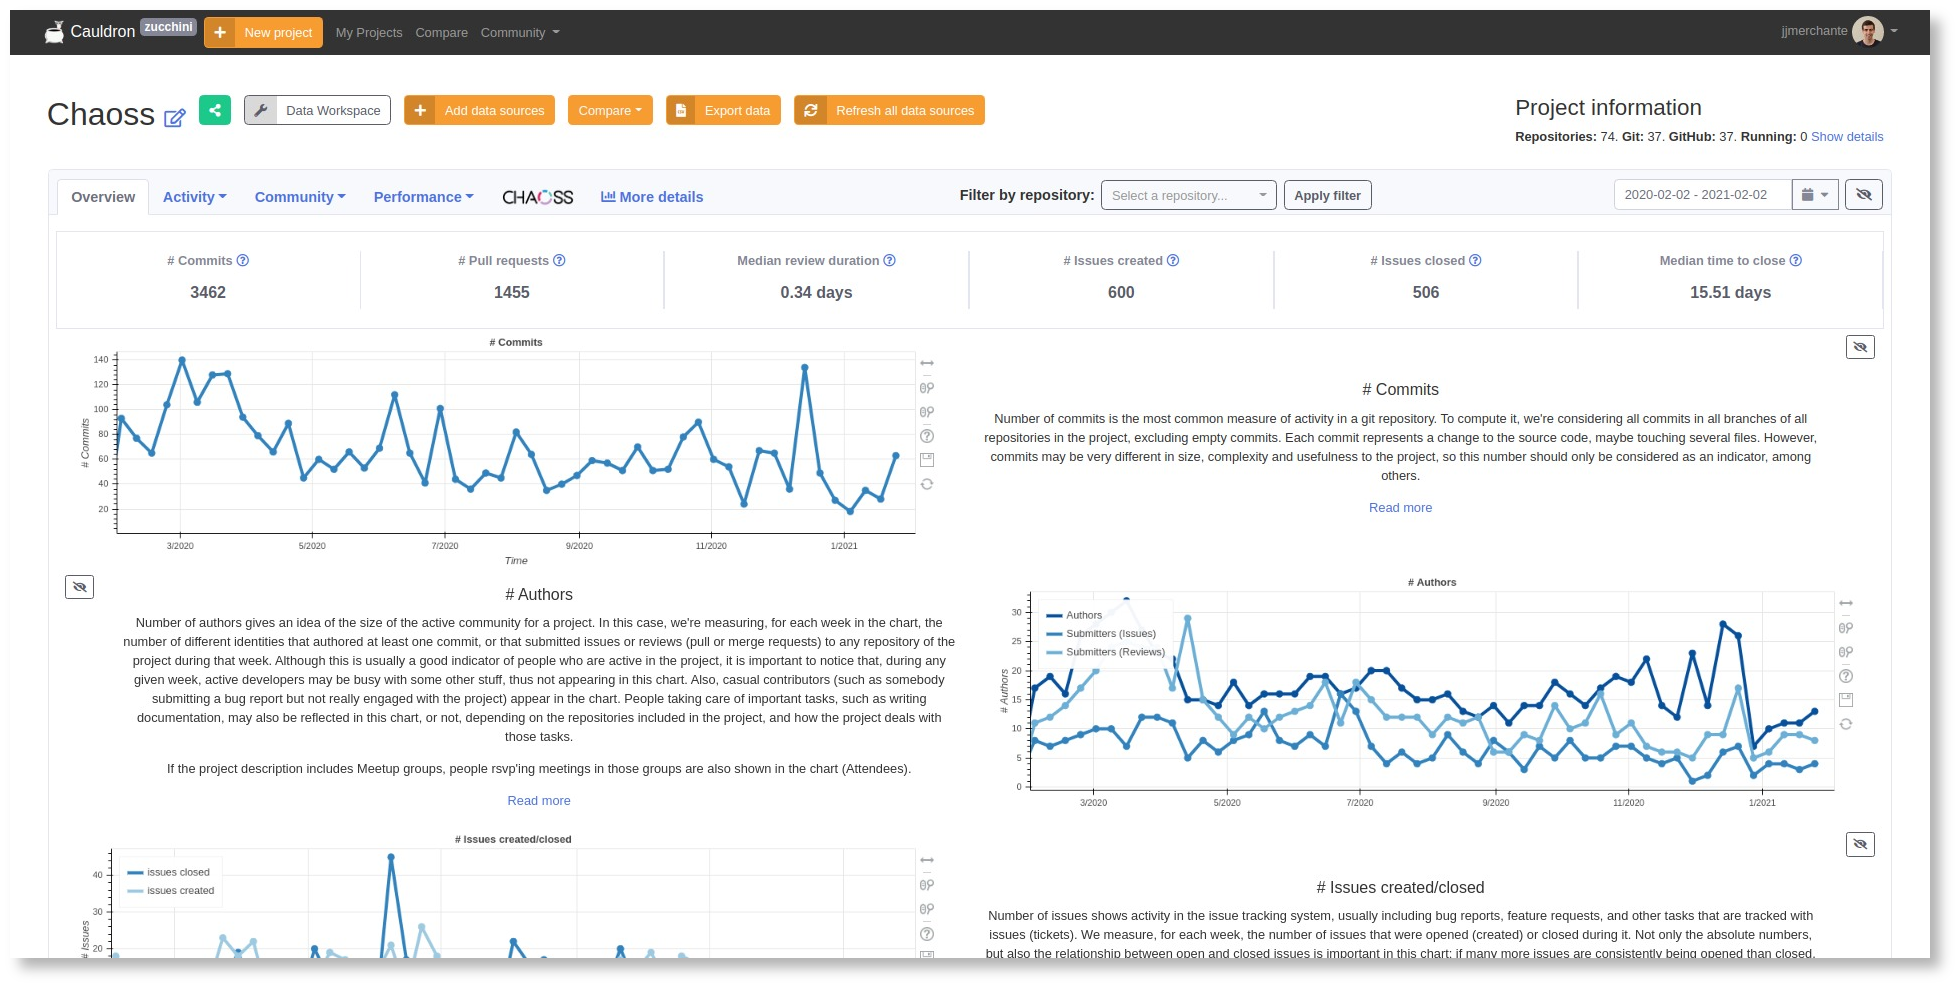 Cauldron zucchini New project My Projects Compare Community jjmerchante
Chaoss Data Workspace Add data sources Compare Export data Refresh all data sources
Project information
Repositories: 74. Git: 37. GitHub: 37. Running: 0 Show details
Overview Activity Community Performance CHAOSS More details Filter by repository: Select a repository... Apply filter 2020-02-02 - 2021-02-02
# Commits # Pull requests Median review duration # Issues created # Issues closed Median time to close
3462 1455 0.34 days 600 506 15.51 days
# Commits
140
120
100
80
60
40
20
# Commits
3/2020 5/2020 7/2020 9/2020 11/2020 1/2021
Time
# Commits
Number of commits is the most common measure of activity in a git repository. To compute it, we're considering all commits in all branches of all
repositories in the project, excluding empty commits. Each commit represents a change to the source code, maybe touching several files. However,
commits may be very different in size, complexity and usefulness to the project, so this number should only be considered as an indicator, among
others.
Read more
# Authors
Number of authors gives an idea of the size of the active community for a project. In this case, we're measuring, for each week in the chart, the
number of different identities that authored at least one commit, or that submitted issues or reviews (pull or merge requests) to any repository of the
project during that week. Although this is usually a good indicator of people who are active in the project, it is important to notice that, during any
given week, active developers may be busy with some other stuff, thus not appearing in this chart. Also, casual contributors (such as somebody
submitting a bug report but not really engaged with the project) appear in the chart. People taking care of important tasks, such as writing
documentation, may also be reflected in this chart, or not, depending on the repositories included in the project, and how the project deals with
those tasks.
If the project description includes Meetup groups, people rsvp'ing meetings in those groups are also shown in the chart (Attendees).
Read more
# Authors
30
25
20
15
10
5
0
# Authors
Authors
Submitters (Issues)
Submitters (Reviews)
3/2020 5/2020 7/2020 9/2020 11/2020 1/2021
# Issues created/closed
40
30
20
# Issues
issues closed
issues created
# Issues created/closed
Number of issues shows activity in the issue tracking system, usually including bug reports, feature requests, and other tasks that are tracked with
issues (tickets). We measure, for each week, the number of issues that were opened (created) or closed during it. Not only the absolute numbers,
but also the relationship between open and closed issues is important in this chart: if many more issues are consistently being opened than closed,